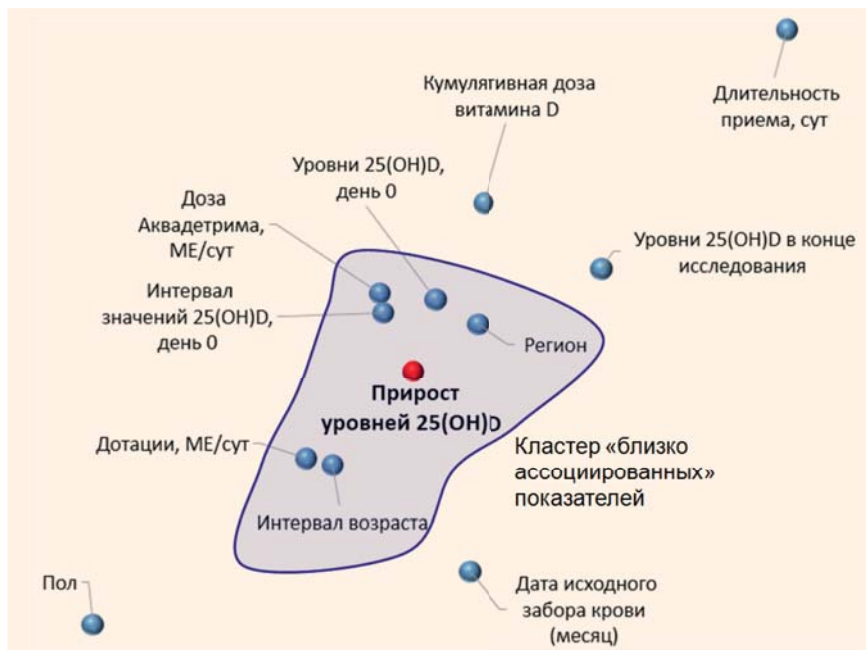 Кумулятивная доза
витамина D
Длительность
приема, сут
Уровни 25(OH)D,
день 0
Доза
Аквадетрима,
МЕ/сут
Уровни 25(OH)D в конце
исследования
Интервал
значений 25(OH)D,
день 0
Регион
Прирост
уровней 25(OH)D
Дотации, МЕ/сут
Кластер «близко
ассоциированных»
показателей
Интервал возраста
Пол
Дата исходного
забора крови
(месяц)